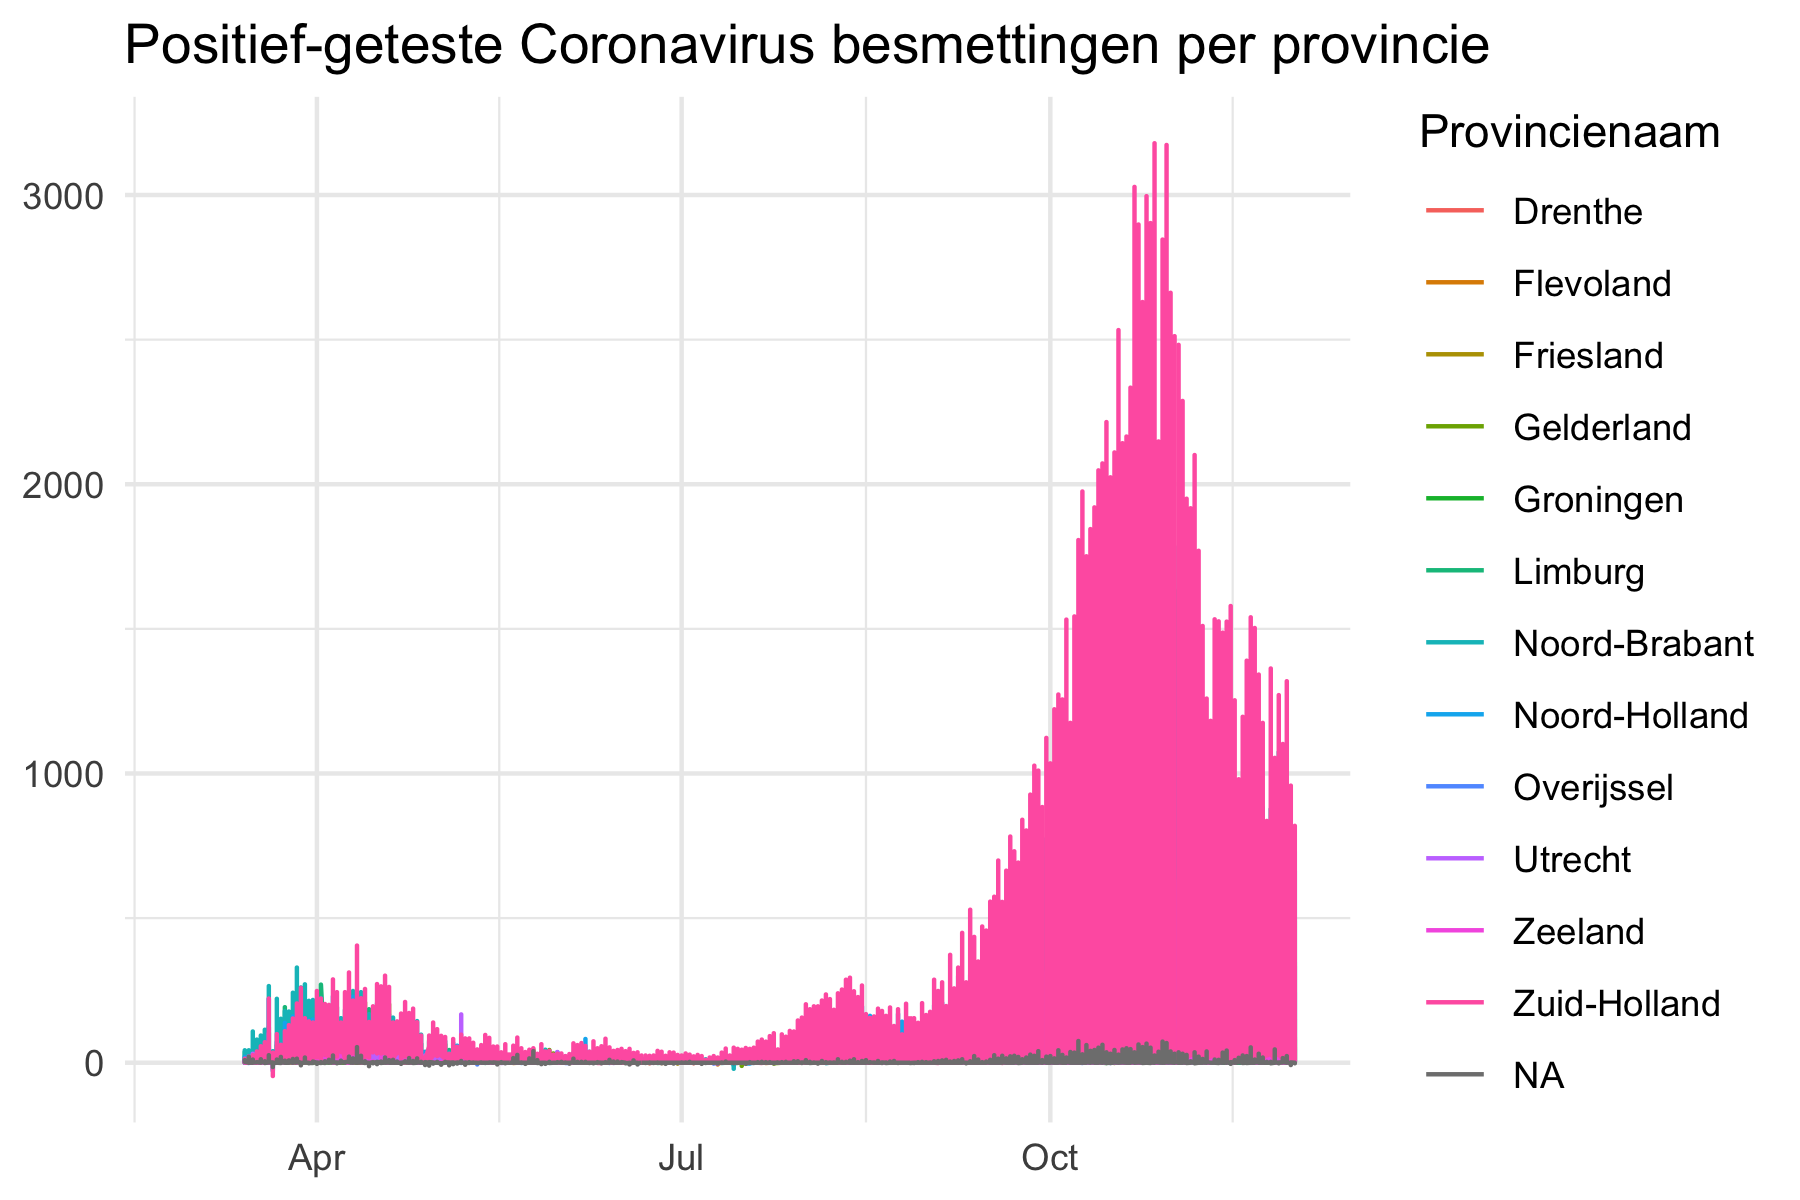 Positief-geteste Coronavirus besmettingen per provincie
3000
2000
1000
0
Apr
Jul
Oct
Provincienaam
Drenthe
Flevoland
Friesland
Gelderland
Groningen
Limburg
Noord-Brabant
Noord-Holland
Overijssel
Utrecht
Zeeland
Zuid-Holland
NA